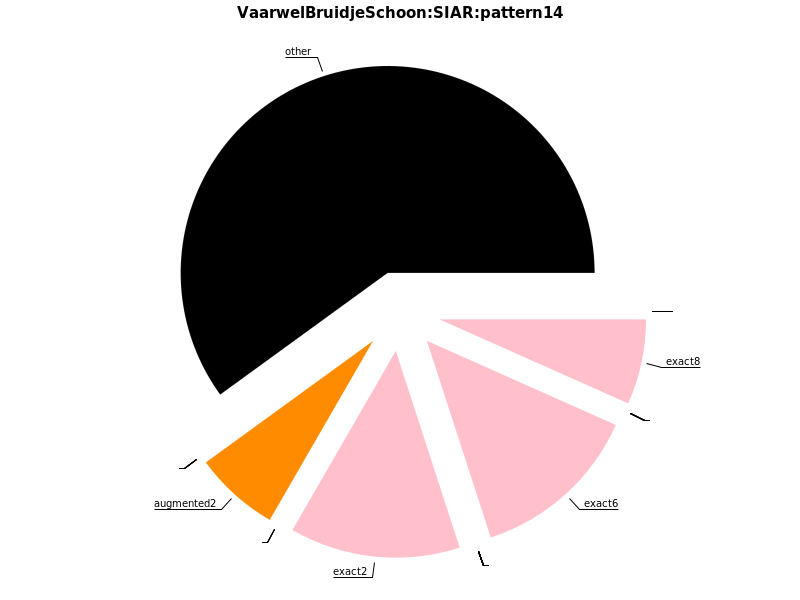 VaarwelBruidjeSchoon:SIAR:pattern14
other
exact8
augmented2
exact6
exact2